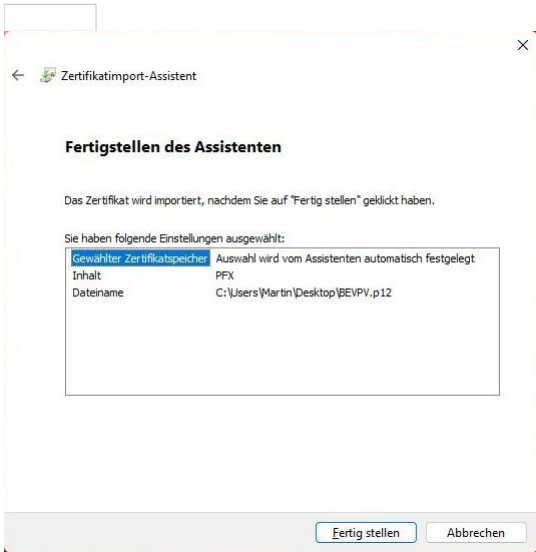 Zertifikatimport-Assistent
Fertigstellen des Assistenten
Das Zertifikat wird importiert, nachdem Sie auf "Fertig stellen" geklickt haben.
Sie haben folgende Einstellungen ausgewählt:
Gewählter Zertifikatspeicher Auswahl wird vom Assistenten automatisch festgelegt
Inhalt PFX
Dateiname C:\Users\Martin\Desktop\BEVPV.p12
Fertig stellen Abbrechen